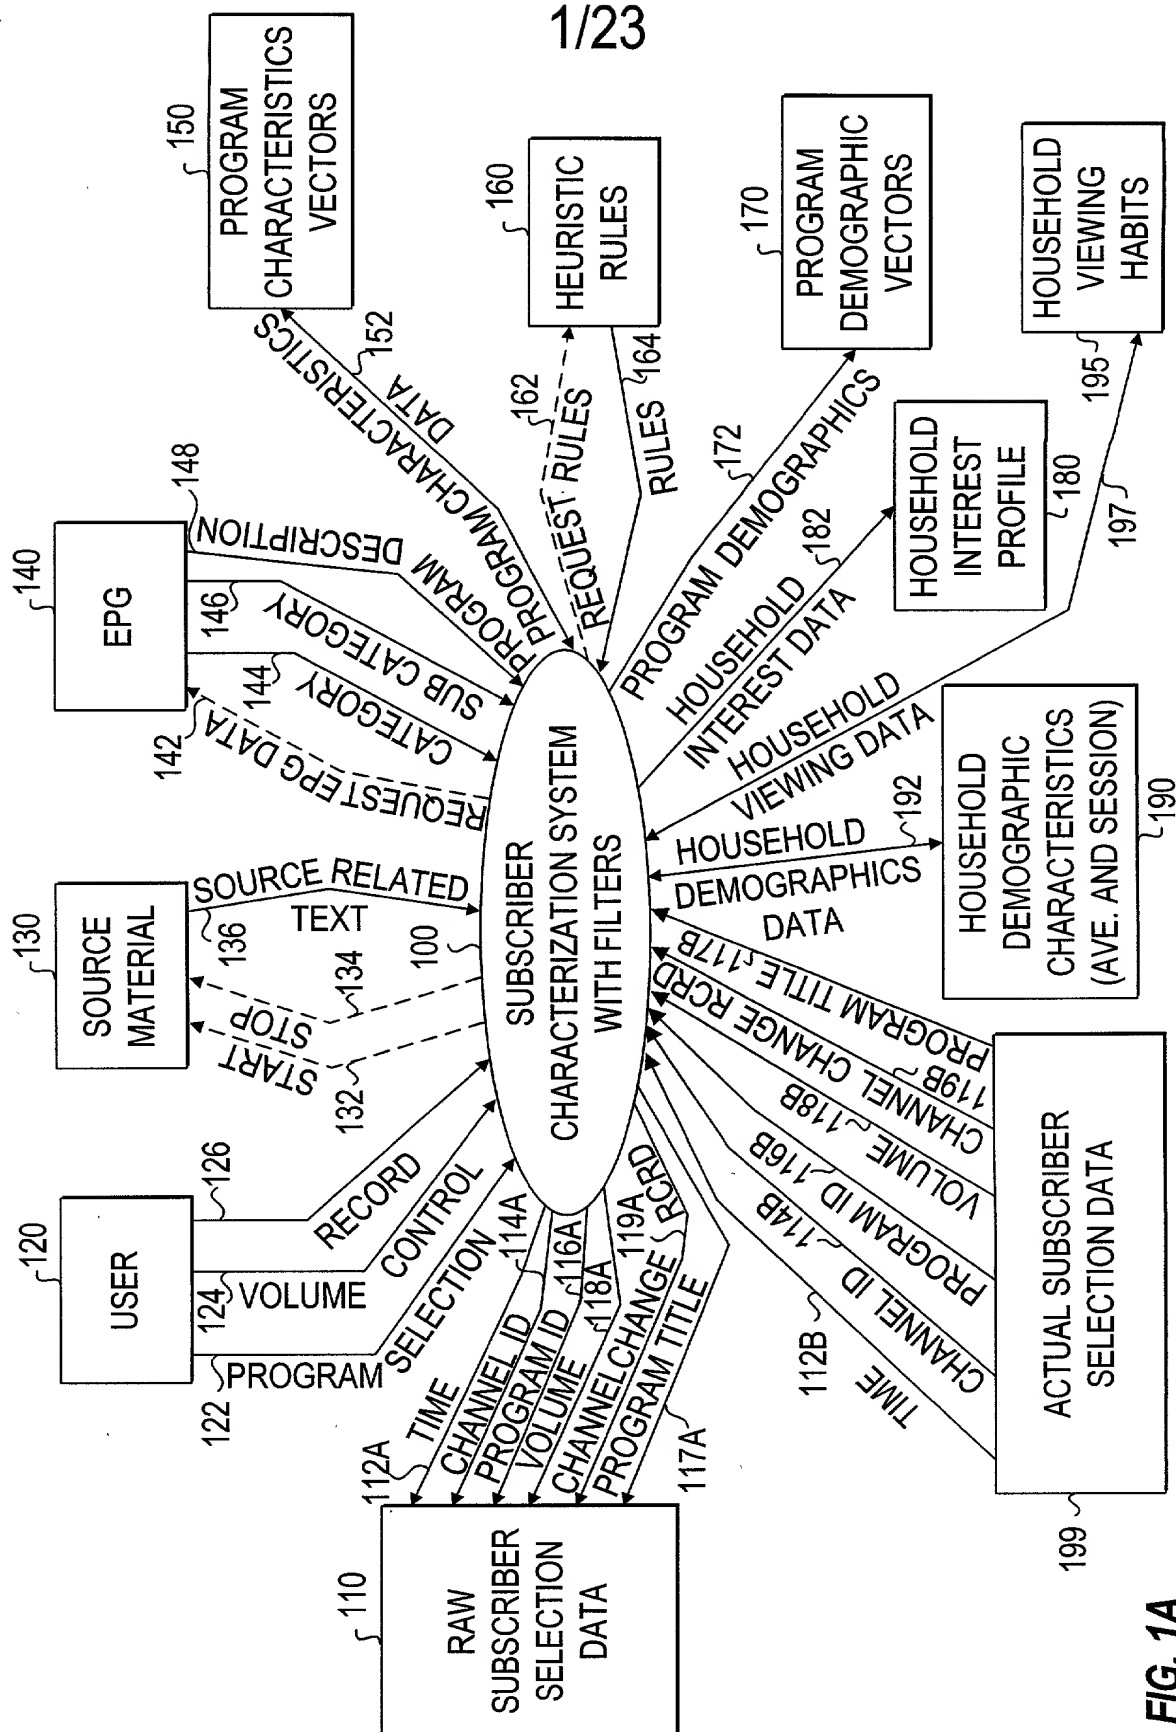 1/23
110
RAW
SUBSCRIBER
SELECTION
DATA
120
USER
122
PROGRAM
SELECTION
124
VOLUME
CONTROL
126
RECORD
130
SOURCE
MATERIAL
START
132
STOP
134
136
SOURCE RELATED
TEXT
140
EPG
142
REQUEST EPG DATA
144
CATEGORY
146
SUB CATEGORY
148
PROGRAM DESCRIPTION
150
PROGRAM
CHARACTERISTICS
VECTORS
152
PROGRAM CHARACTERISTICS
DATA
160
HEURISTIC
RULES
162
REQUEST RULES
164
RULES
170
PROGRAM
DEMOGRAPHIC
VECTORS
172
PROGRAM DEMOGRAPHICS
HOUSEHOLD
INTEREST
PROFILE
180
182
HOUSEHOLD
INTEREST DATA
195
HOUSEHOLD
VIEWING
HABITS
197
HOUSEHOLD
VIEWING DATA
HOUSEHOLD
DEMOGRAPHIC
CHARACTERISTICS
(AVE. AND SESSION)
190
192
HOUSEHOLD
DEMOGRAPHICS
DATA
100
SUBSCRIBER
CHARACTERIZATION SYSTEM
WITH FILTERS
112A
TIME
CHANNEL ID
114A
PROGRAM ID
116A
VOLUME
118A
CHANNEL CHANGE RCRD
119A
PROGRAM TITLE
117A
PROGRAM TITLE 117B
CHANNEL CHANGE RCRD
119B
VOLUME 118B
PROGRAM ID 116B
CHANNEL ID 114B
TIME
112B
ACTUAL SUBSCRIBER
SELECTION DATA
199
FIG. 1A